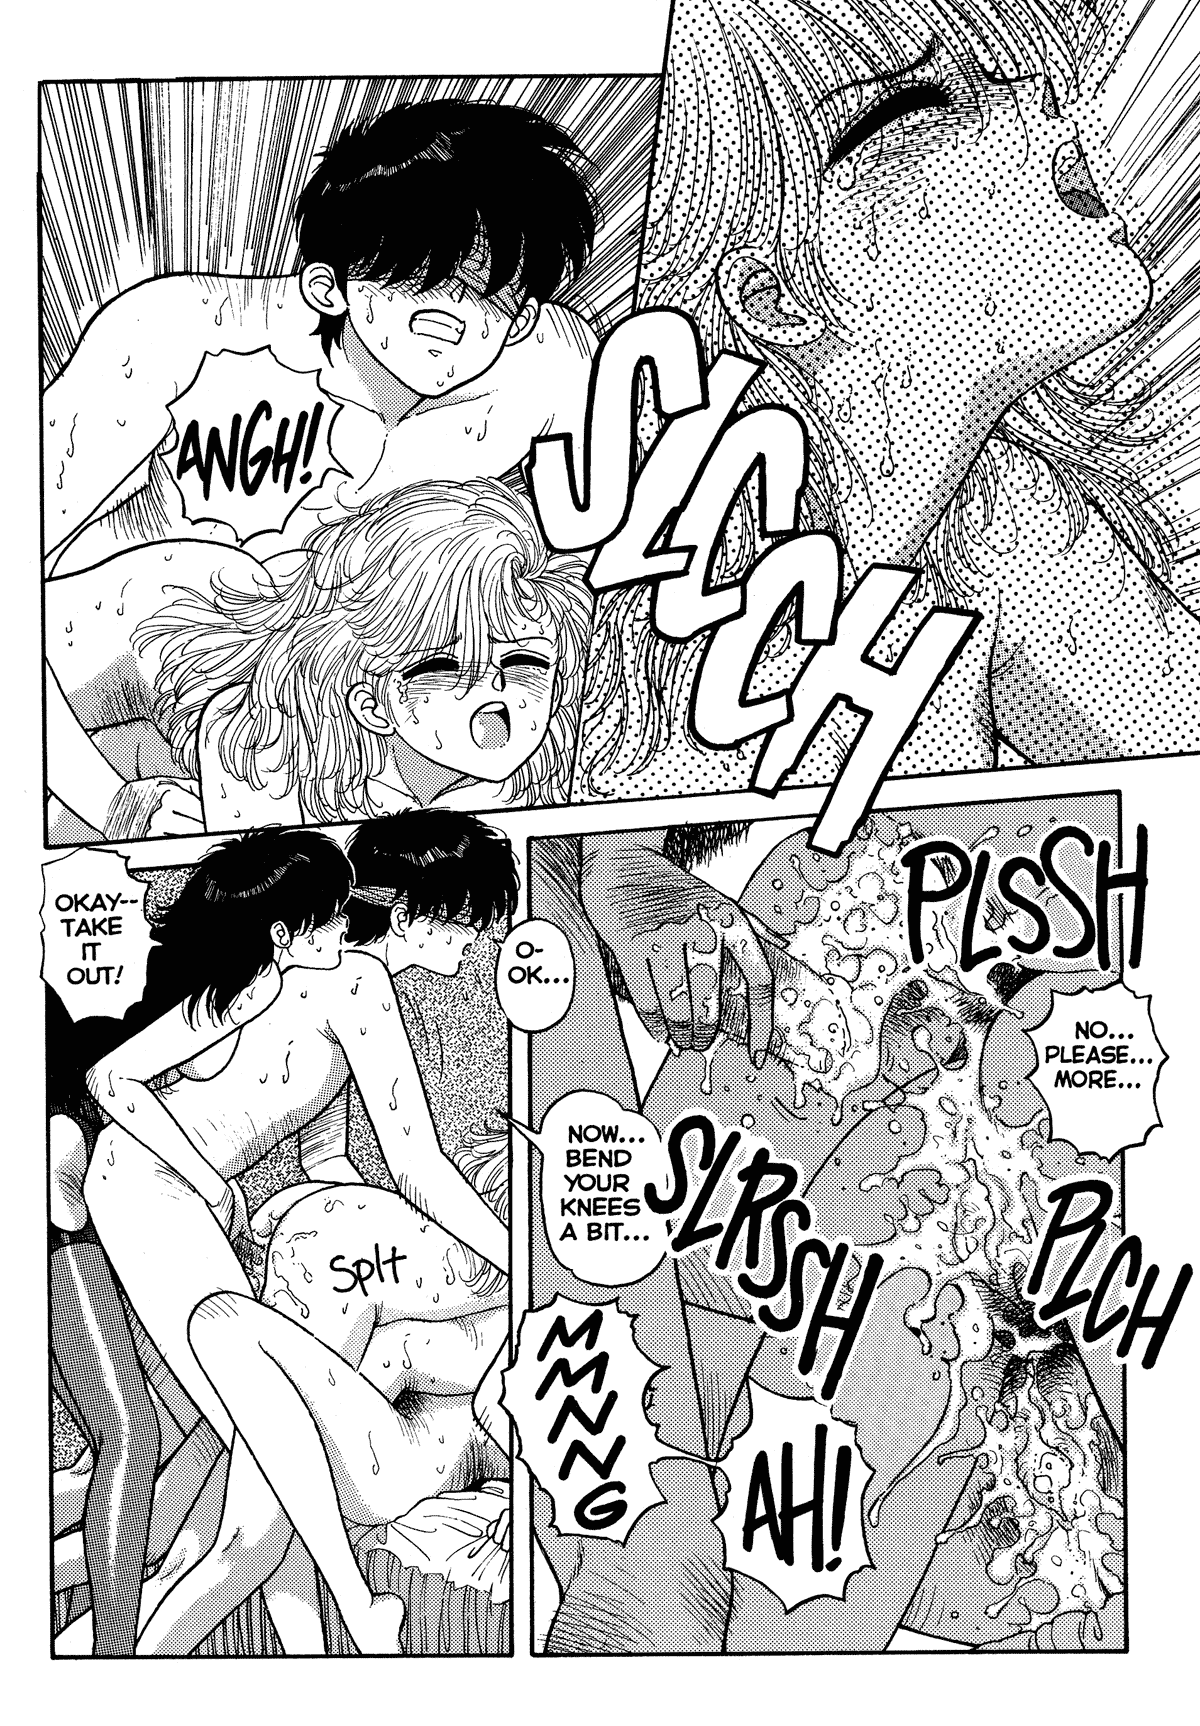 ANGH!
SLCCH
OKAY--
TAKE
IT
OUT!
O-
OK...
PLSSH
NO...
PLEASE...
MORE...
NOW...
BEND
YOUR
KNEES
A BIT...
SLRSSH
PLCH
Splt
MMNNG
AH!